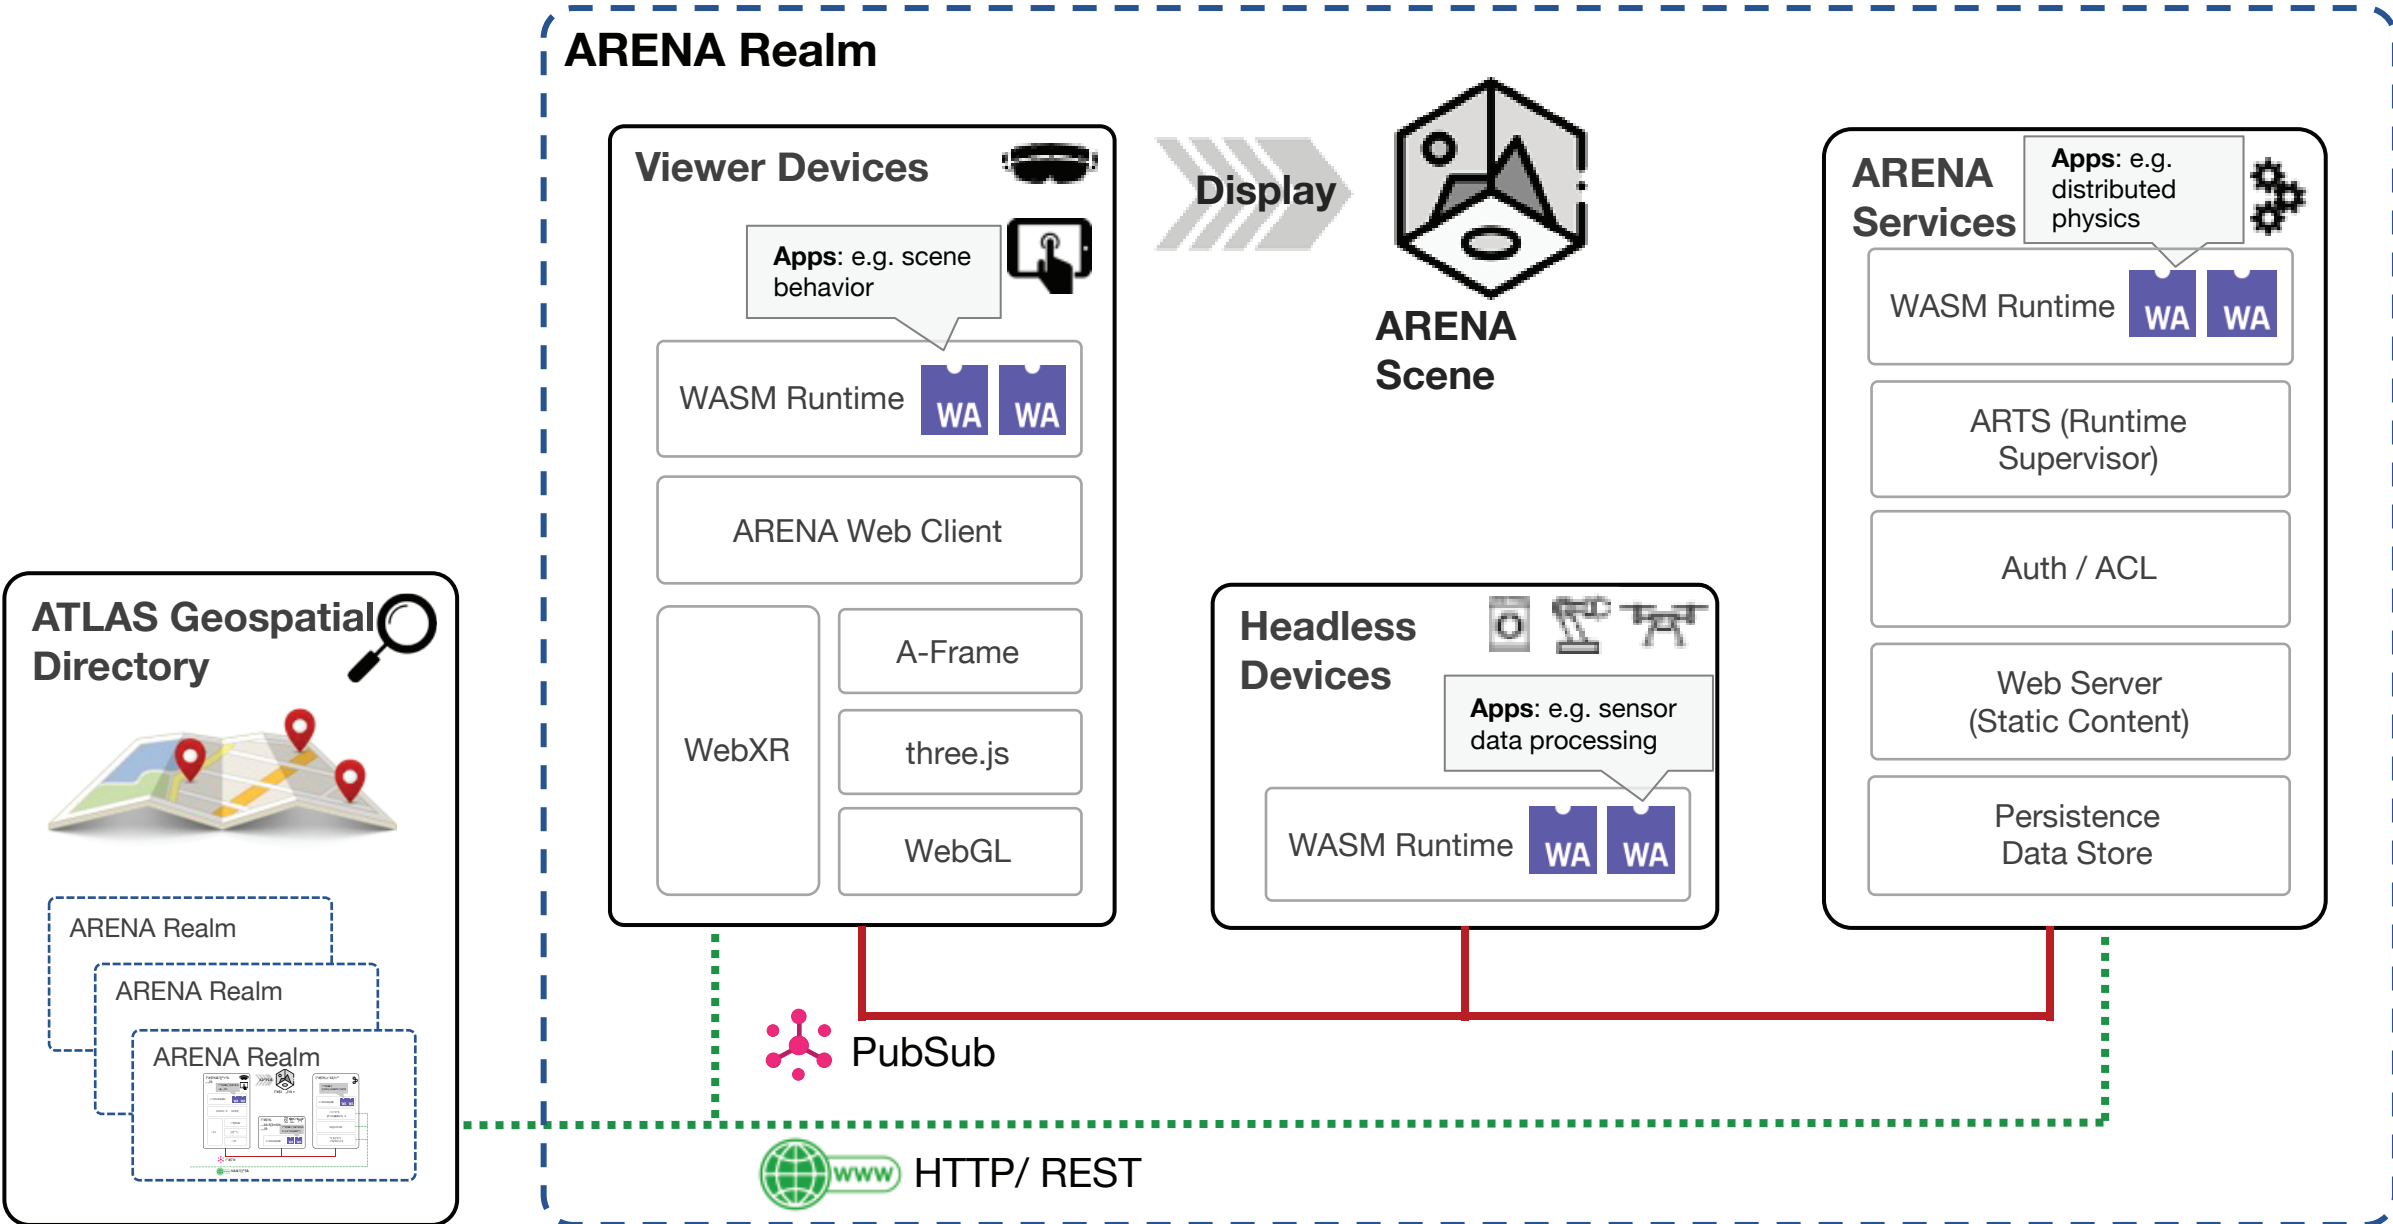 ARENA Realm
Viewer Devices
Apps: e.g. scene
behavior
WASM Runtime
WA
WA
ARENA Web Client
WebXR
A-Frame
three.js
WebGL
Display
ARENA
Scene
Headless
Devices
Apps: e.g. sensor
data processing
WASM Runtime
WA
WA
ARENA
Services
Apps: e.g.
distributed
physics
WASM Runtime
WA
WA
ARTS (Runtime
Supervisor)
Auth / ACL
Web Server
(Static Content)
Persistence
Data Store
ATLAS Geospatial
Directory
ARENA Realm
ARENA Realm
ARENA Realm
PubSub
www
HTTP/ REST